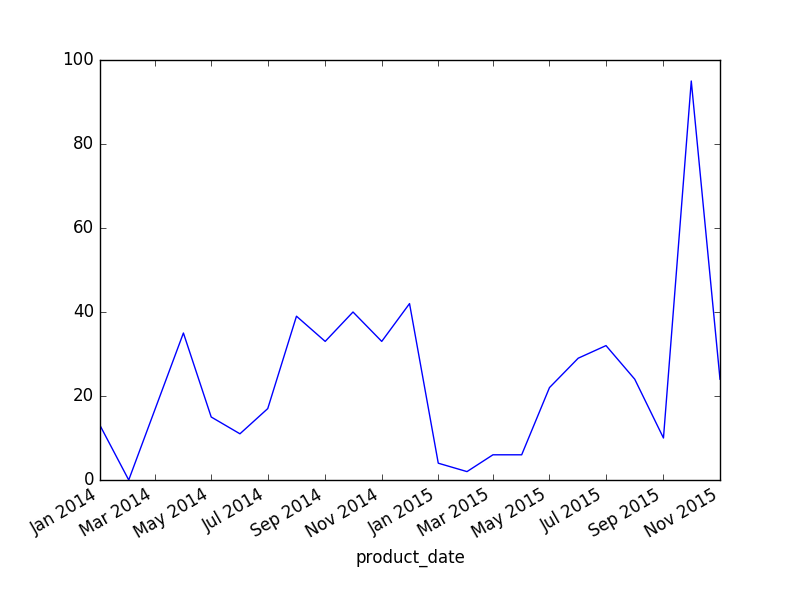 100
80
60
40
20
0
Jan 2014
Mar 2014
May 2014
Jul 2014
Sep 2014
Nov 2014
Jan 2015
Mar 2015
May 2015
Jul 2015
Sep 2015
Nov 2015
product_date